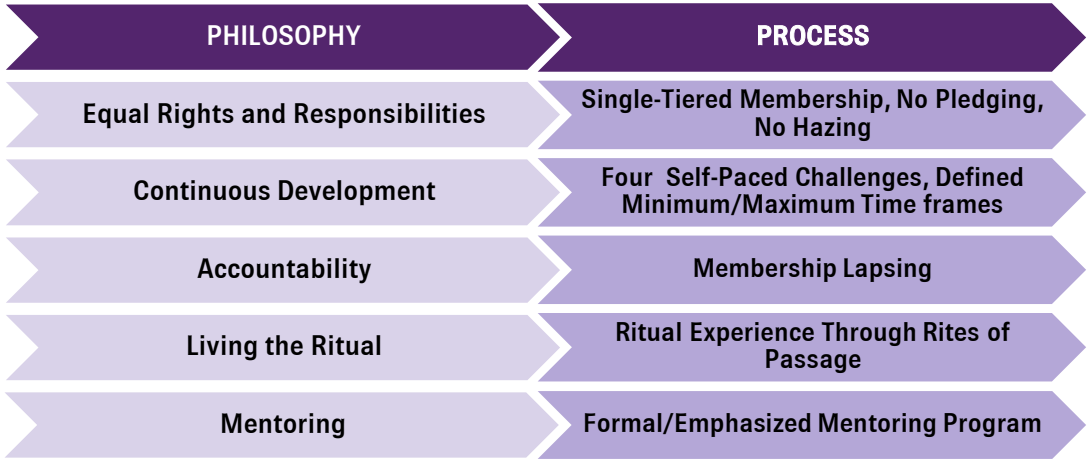 PHILOSOPHY
PROCESS
Equal Rights and Responsibilities
Single-Tiered Membership, No Pledging,
No Hazing
Continuous Development
Four Self-Paced Challenges, Defined
Minimum/Maximum Time frames
Accountability
Membership Lapsing
Living the Ritual
Ritual Experience Through Rites of
Passage
Mentoring
Formal/Emphasized Mentoring Program